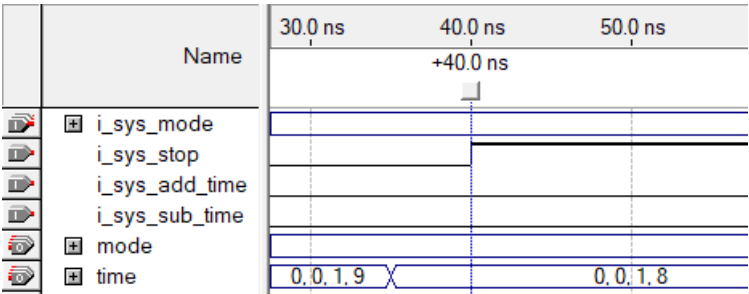 30.0 ns 40.0 ns 50.0 ns
Name
+40.0 ns
i_sys_mode
i_sys_stop
i_sys_add_time
i_sys_sub_time
mode
time 0, 0, 1, 9 0, 0, 1, 8